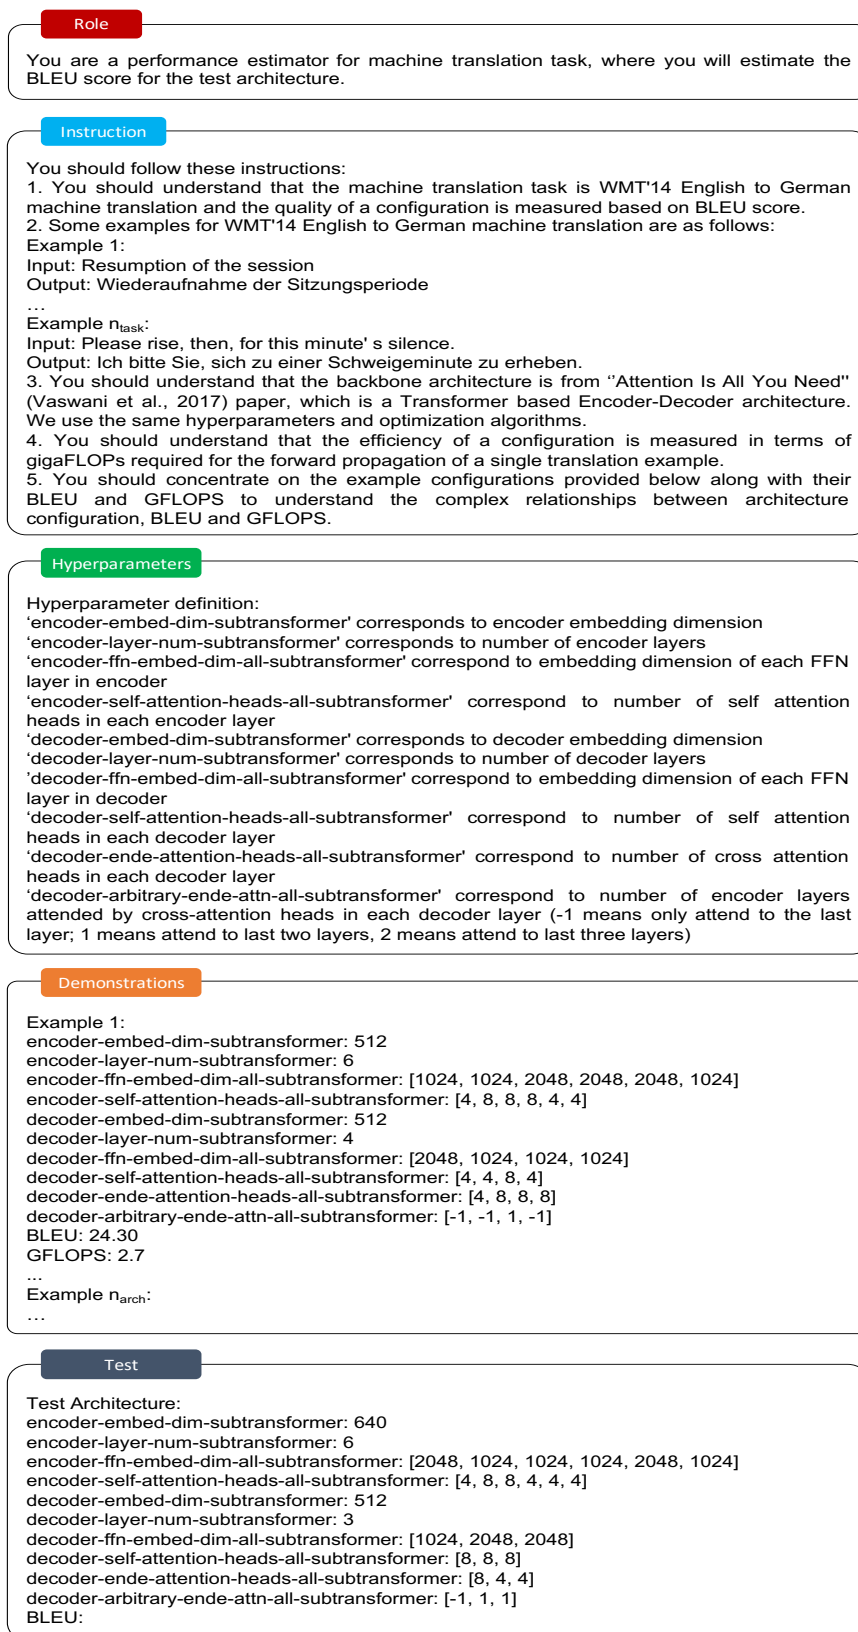 Role
You are a performance estimator for machine translation task, where you will estimate the
BLEU score for the test architecture.
Instruction
You should follow these instructions:
1. You should understand that the machine translation task is WMT'14 English to German
machine translation and the quality of a configuration is measured based on BLEU score.
2. Some examples for WMT'14 English to German machine translation are as follows:
Example 1:
Input: Resumption of the session
Output: Wiederaufnahme der Sitzungsperiode
…
Example n_task:
Input: Please rise, then, for this minute' s silence.
Output: Ich bitte Sie, sich zu einer Schweigeminute zu erheben.
3. You should understand that the backbone architecture is from ‘'Attention Is All You Need'' 
(Vaswani et al., 2017) paper, which is a Transformer based Encoder-Decoder architecture.
We use the same hyperparameters and optimization algorithms.
4. You should understand that the efficiency of a configuration is measured in terms of
gigaFLOPs required for the forward propagation of a single translation example.
5. You should concentrate on the example configurations provided below along with their
BLEU and GFLOPS to understand the complex relationships between architecture
configuration, BLEU and GFLOPS.
Hyperparameters
Hyperparameter definition:
‘encoder-embed-dim-subtransformer' corresponds to encoder embedding dimension
‘encoder-layer-num-subtransformer' corresponds to number of encoder layers
‘encoder-ffn-embed-dim-all-subtransformer' correspond to embedding dimension of each FFN
layer in encoder
‘encoder-self-attention-heads-all-subtransformer' correspond to number of self attention
heads in each encoder layer
‘decoder-embed-dim-subtransformer' corresponds to decoder embedding dimension
‘decoder-layer-num-subtransformer' corresponds to number of decoder layers
'decoder-ffn-embed-dim-all-subtransformer' correspond to embedding dimension of each FFN
layer in decoder
‘decoder-self-attention-heads-all-subtransformer' correspond to number of self attention
heads in each decoder layer
‘decoder-ende-attention-heads-all-subtransformer' correspond to number of cross attention
heads in each decoder layer
‘decoder-arbitrary-ende-attn-all-subtransformer' correspond to number of encoder layers
attended by cross-attention heads in each decoder layer (-1 means only attend to the last
layer; 1 means attend to last two layers, 2 means attend to last three layers)
Demonstrations
Example 1:
encoder-embed-dim-subtransformer: 512
encoder-layer-num-subtransformer: 6
encoder-ffn-embed-dim-all-subtransformer: [1024, 1024, 2048, 2048, 2048, 1024]
encoder-self-attention-heads-all-subtransformer: [4, 8, 8, 8, 4, 4]
decoder-embed-dim-subtransformer: 512
decoder-layer-num-subtransformer: 4
decoder-ffn-embed-dim-all-subtransformer: [2048, 1024, 1024, 1024]
decoder-self-attention-heads-all-subtransformer: [4, 4, 8, 4]
decoder-ende-attention-heads-all-subtransformer: [4, 8, 8, 8]
decoder-arbitrary-ende-attn-all-subtransformer: [-1, -1, 1, -1]
BLEU: 24.30
GFLOPS: 2.7
...
Example n_arch:
…
Test
Test Architecture:
encoder-embed-dim-subtransformer: 640
encoder-layer-num-subtransformer: 6
encoder-ffn-embed-dim-all-subtransformer: [2048, 1024, 1024, 1024, 2048, 1024]
encoder-self-attention-heads-all-subtransformer: [4, 8, 8, 4, 4, 4]
decoder-embed-dim-subtransformer: 512
decoder-layer-num-subtransformer: 3
decoder-ffn-embed-dim-all-subtransformer: [1024, 2048, 2048]
decoder-self-attention-heads-all-subtransformer: [8, 8, 8]
decoder-ende-attention-heads-all-subtransformer: [8, 4, 4]
decoder-arbitrary-ende-attn-all-subtransformer: [-1, 1, 1]
BLEU: